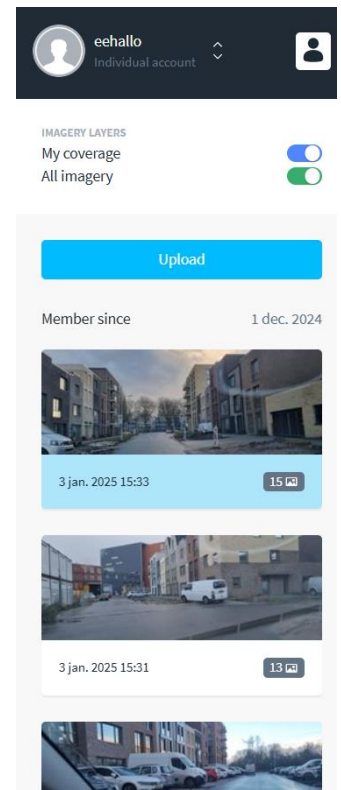 eehallo
Individual account
IMAGERY LAYERS
My coverage
All imagery
Upload
Member since 1 dec. 2024
3 jan. 2025 15:33 15
3 jan. 2025 15:31 13